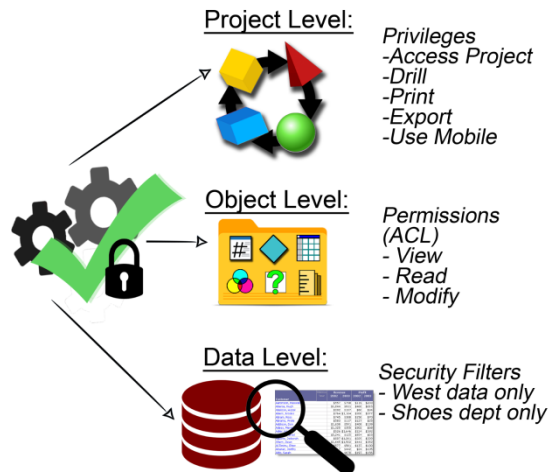 Project Level:
Privileges
-Access Project
-Drill
-Print
-Export
-Use Mobile
Object Level:
#
?
Permissions
(ACL)
- View
- Read
- Modify
Data Level:
Security Filters
- West data only
- Shoes dept only